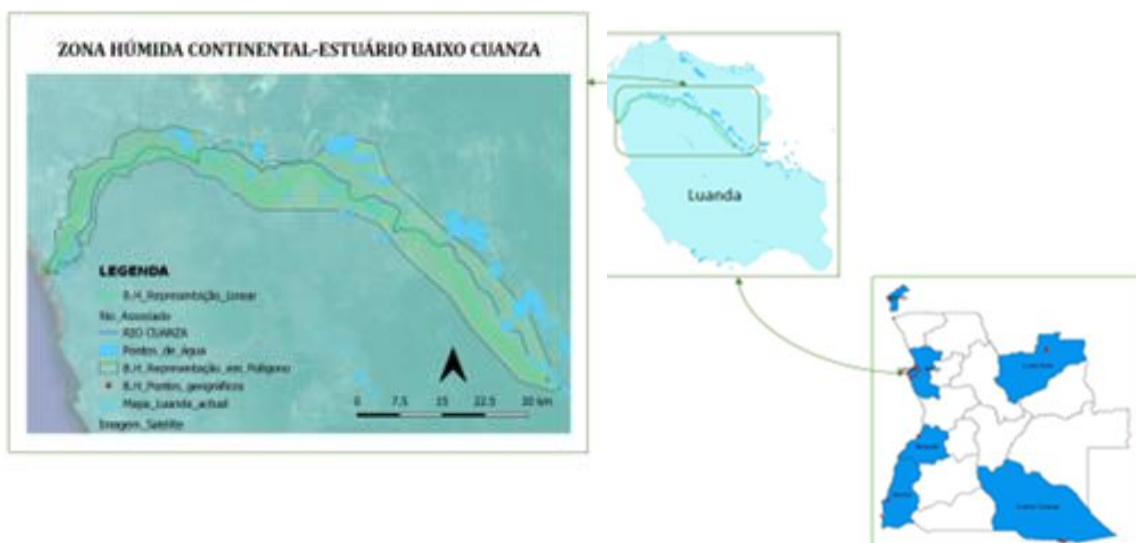 ZONA HÚMIDA CONTINENTAL-ESTUÁRIO BAIXO CUANZA
LEGENDA
B.H_Representação_Linear
Rio_Associado
RIO CUANZA
Pontos_de_Água
B.H_Representação_em_Polígono
B.H_Pontos_geográficos
Mapa_Luanda_actual
Imagem_Satélite
0 7.5 15 22.5 30 km
Luanda